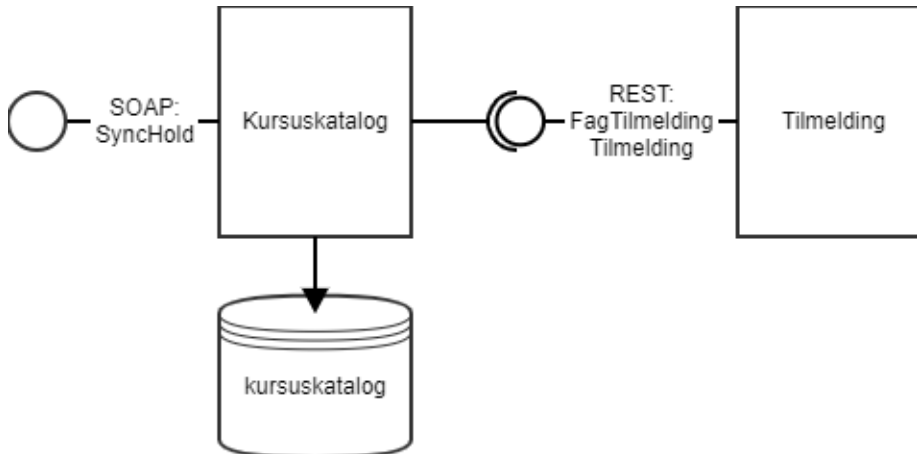 SOAP:
SyncHold
Kursuskatalog
REST:
FagTilmelding
Tilmelding
Tilmelding
kursuskatalog